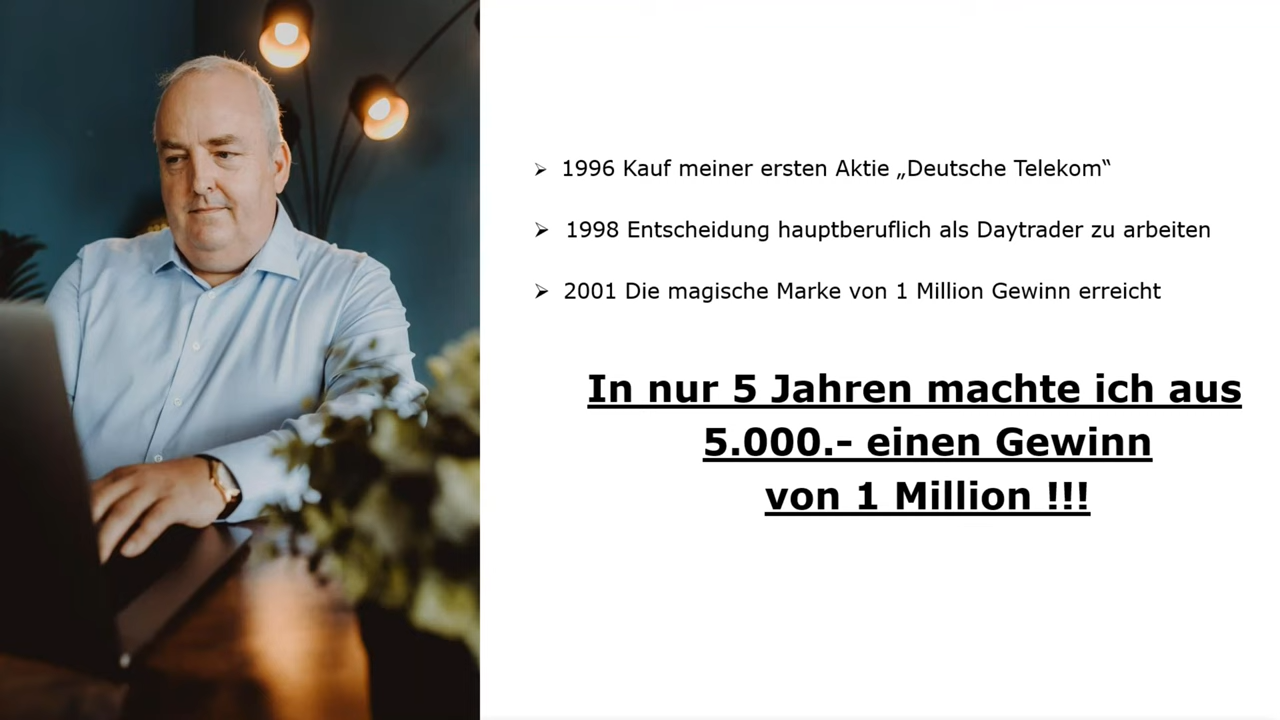 ➢ 1996 Kauf meiner ersten Aktie „Deutsche Telekom“
➢ 1998 Entscheidung hauptberuflich als Daytrader zu arbeiten
➢ 2001 Die magische Marke von 1 Million Gewinn erreicht
In nur 5 Jahren machte ich aus
5.000.- einen Gewinn
von 1 Million !!!